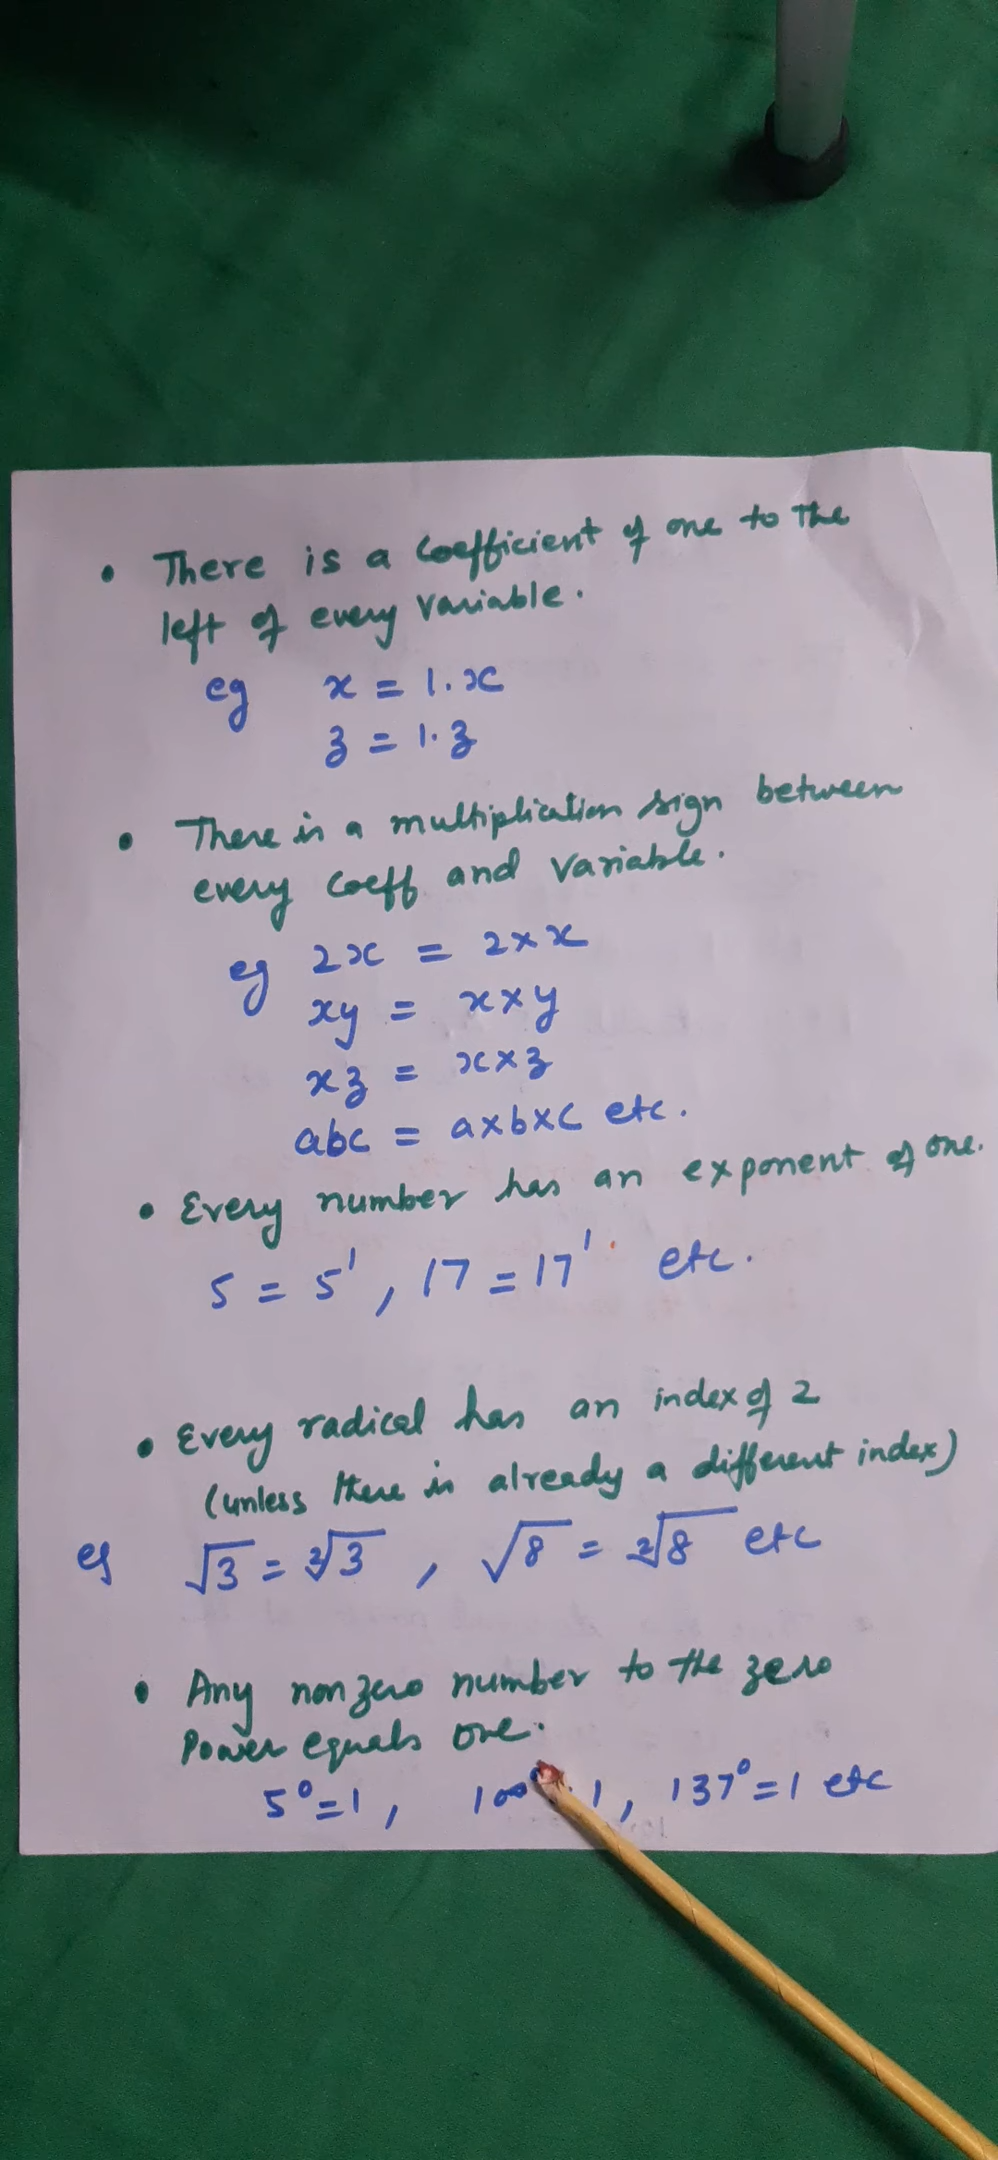 • There is a coefficient of one to the
left of every variable.
eg x = 1.x
z = 1.z
• There is a multiplication sign between
every coeff and variable.
eg 2x = 2×x
xy = x×y
xz = x×z
abc = a×b×c etc.
• Every number has an exponent of one.
5 = 5¹, 17 = 17¹ etc.
• Every radical has an index of 2
(unless there is already a different index)
eg √3 = ²√3 , √8 = ²√8 etc
• Any nonzero number to the zero
Power equals one.
5⁰=1, 100⁰ 1, 137⁰=1 etc